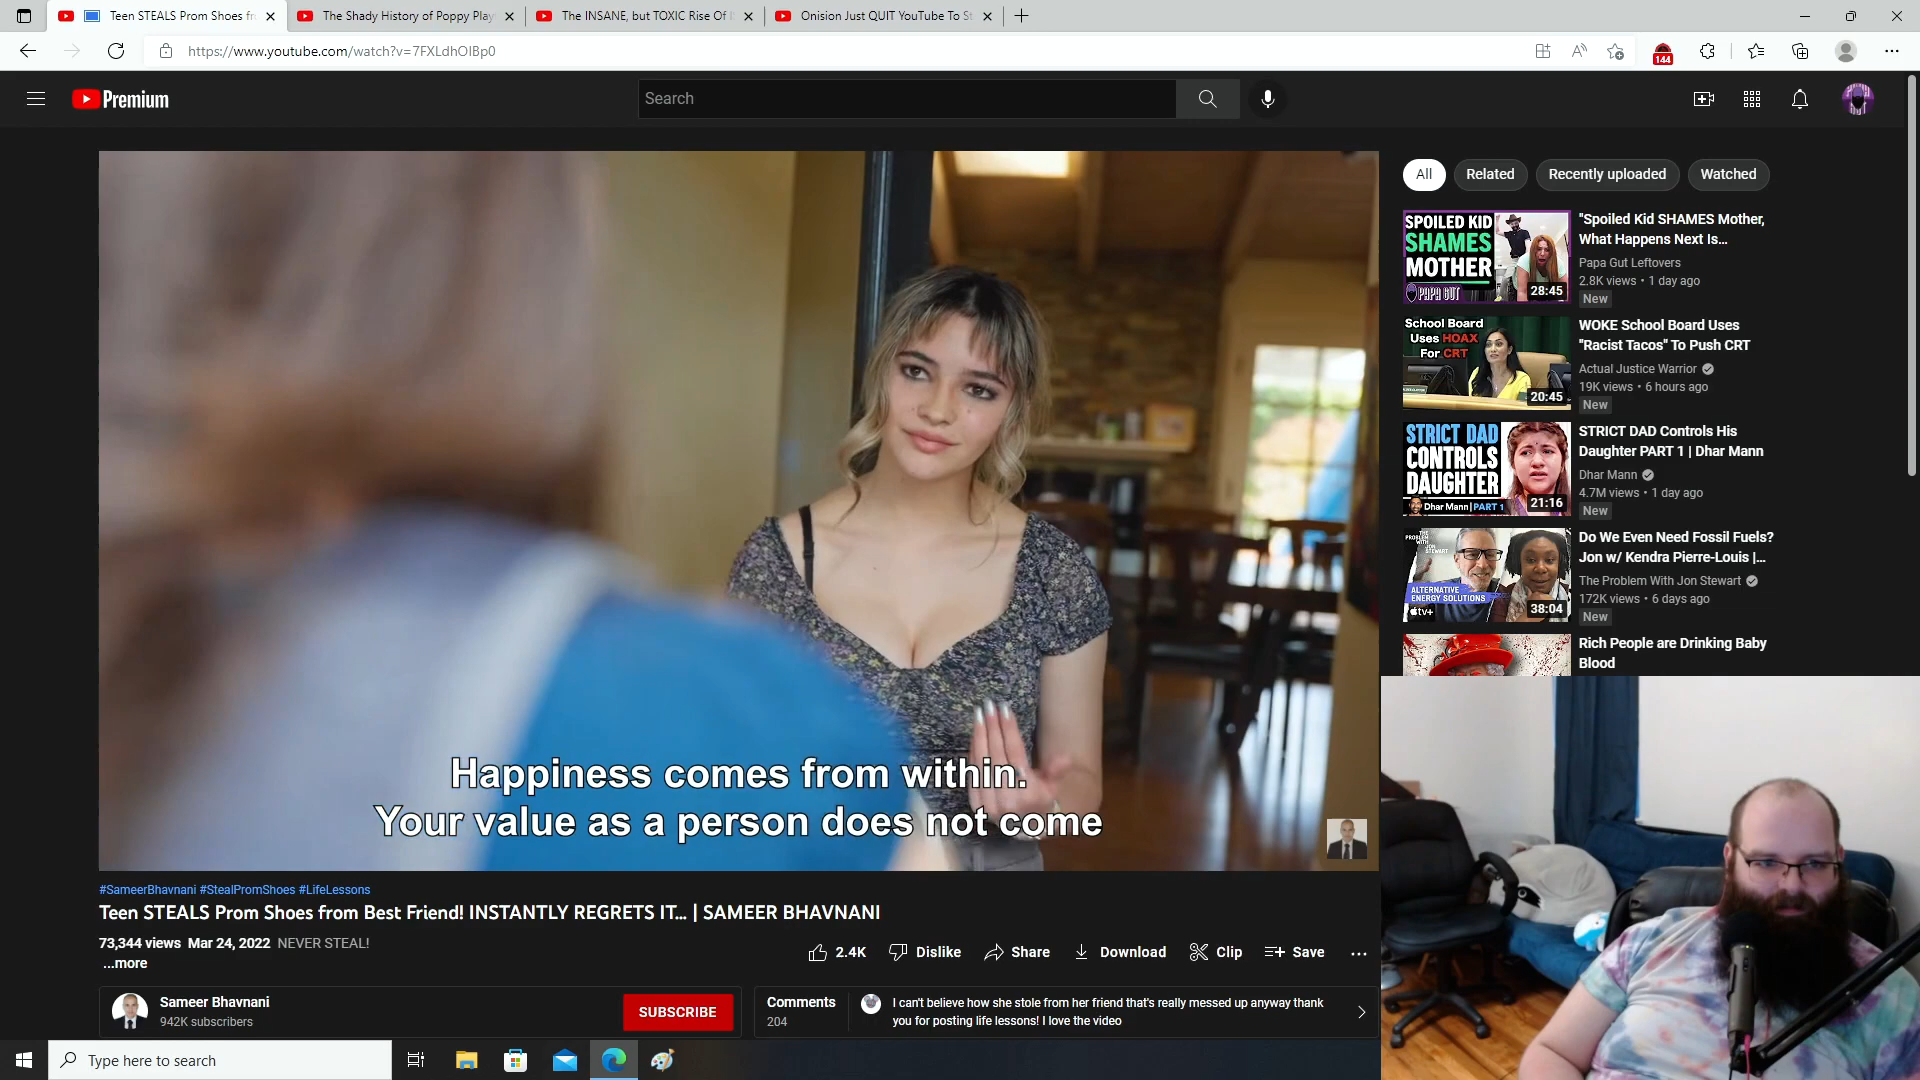 Teen STEALS Prom Shoes fr
The Shady History of Poppy Play
The INSANE, but TOXIC Rise Of
Onision Just QUIT YouTube To St
https://www.youtube.com/watch?v=7FXLdhOIBp0
144
Premium
Search
All
Related
Recently uploaded
Watched
SPOILED KID
SHAMES
MOTHER
PAPA GUT
28:45
"Spoiled Kid SHAMES Mother,
What Happens Next Is...
Papa Gut Leftovers
2.8K views • 1 day ago
New
School Board
Uses HOAX
For CRT
20:45
WOKE School Board Uses
"Racist Tacos" To Push CRT
Actual Justice Warrior
19K views • 6 hours ago
New
STRICT DAD
CONTROLS
DAUGHTER
Dhar Mann | PART 1
21:16
STRICT DAD Controls His
Daughter PART 1 | Dhar Mann
Dhar Mann
4.7M views • 1 day ago
New
THE
PROBLEM
WITH JON
STEWART
ALTERNATIVE
ENERGY SOLUTIONS
tv+
38:04
Do We Even Need Fossil Fuels?
Jon w/ Kendra Pierre-Louis |...
The Problem With Jon Stewart
172K views • 6 days ago
New
Rich People are Drinking Baby
Blood
Happiness comes from within.
Your value as a person does not come
#SameerBhavnani #StealPromShoes #LifeLessons
Teen STEALS Prom Shoes from Best Friend! INSTANTLY REGRETS IT... | SAMEER BHAVNANI
73,344 views Mar 24, 2022 NEVER STEAL!
...more
2.4K
Dislike
Share
Download
Clip
Save
Sameer Bhavnani
942K subscribers
SUBSCRIBE
Comments
204
I can't believe how she stole from her friend that's really messed up anyway thank
you for posting life lessons! I love the video
Type here to search